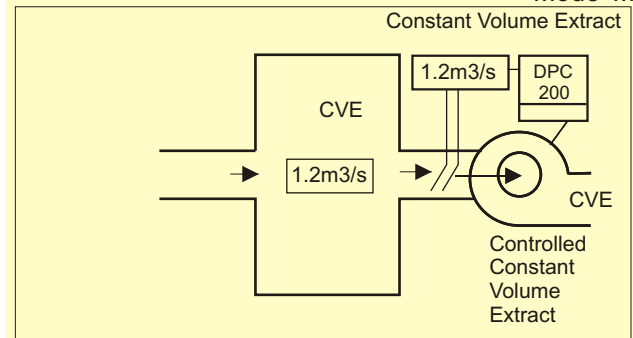 Constant Volume Extract
1.2m3/s
DPC
200
CVE
1.2m3/s
CVE
Controlled
Constant
Volume
Extract